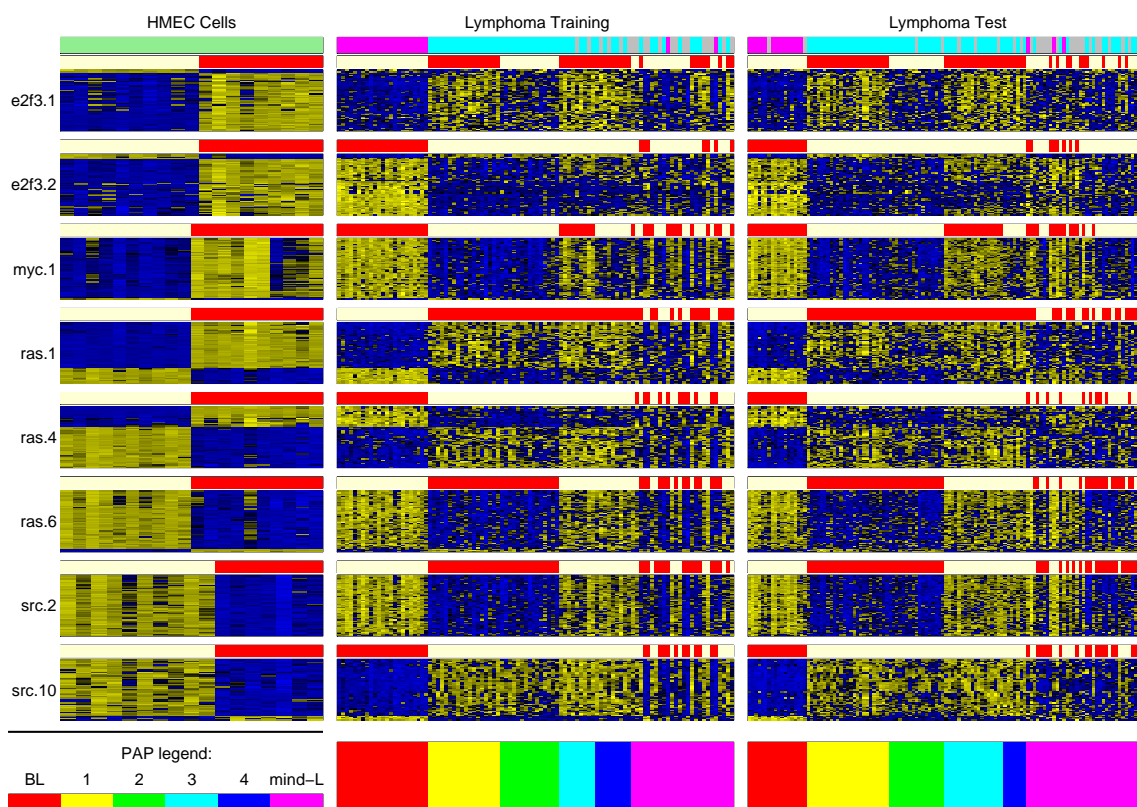 HMEC Cells Lymphoma Training Lymphoma Test
e2f3.1
e2f3.2
myc.1
ras.1
ras.4
ras.6
src.2
src.10
PAP legend:
BL 1 2 3 4 mind−L